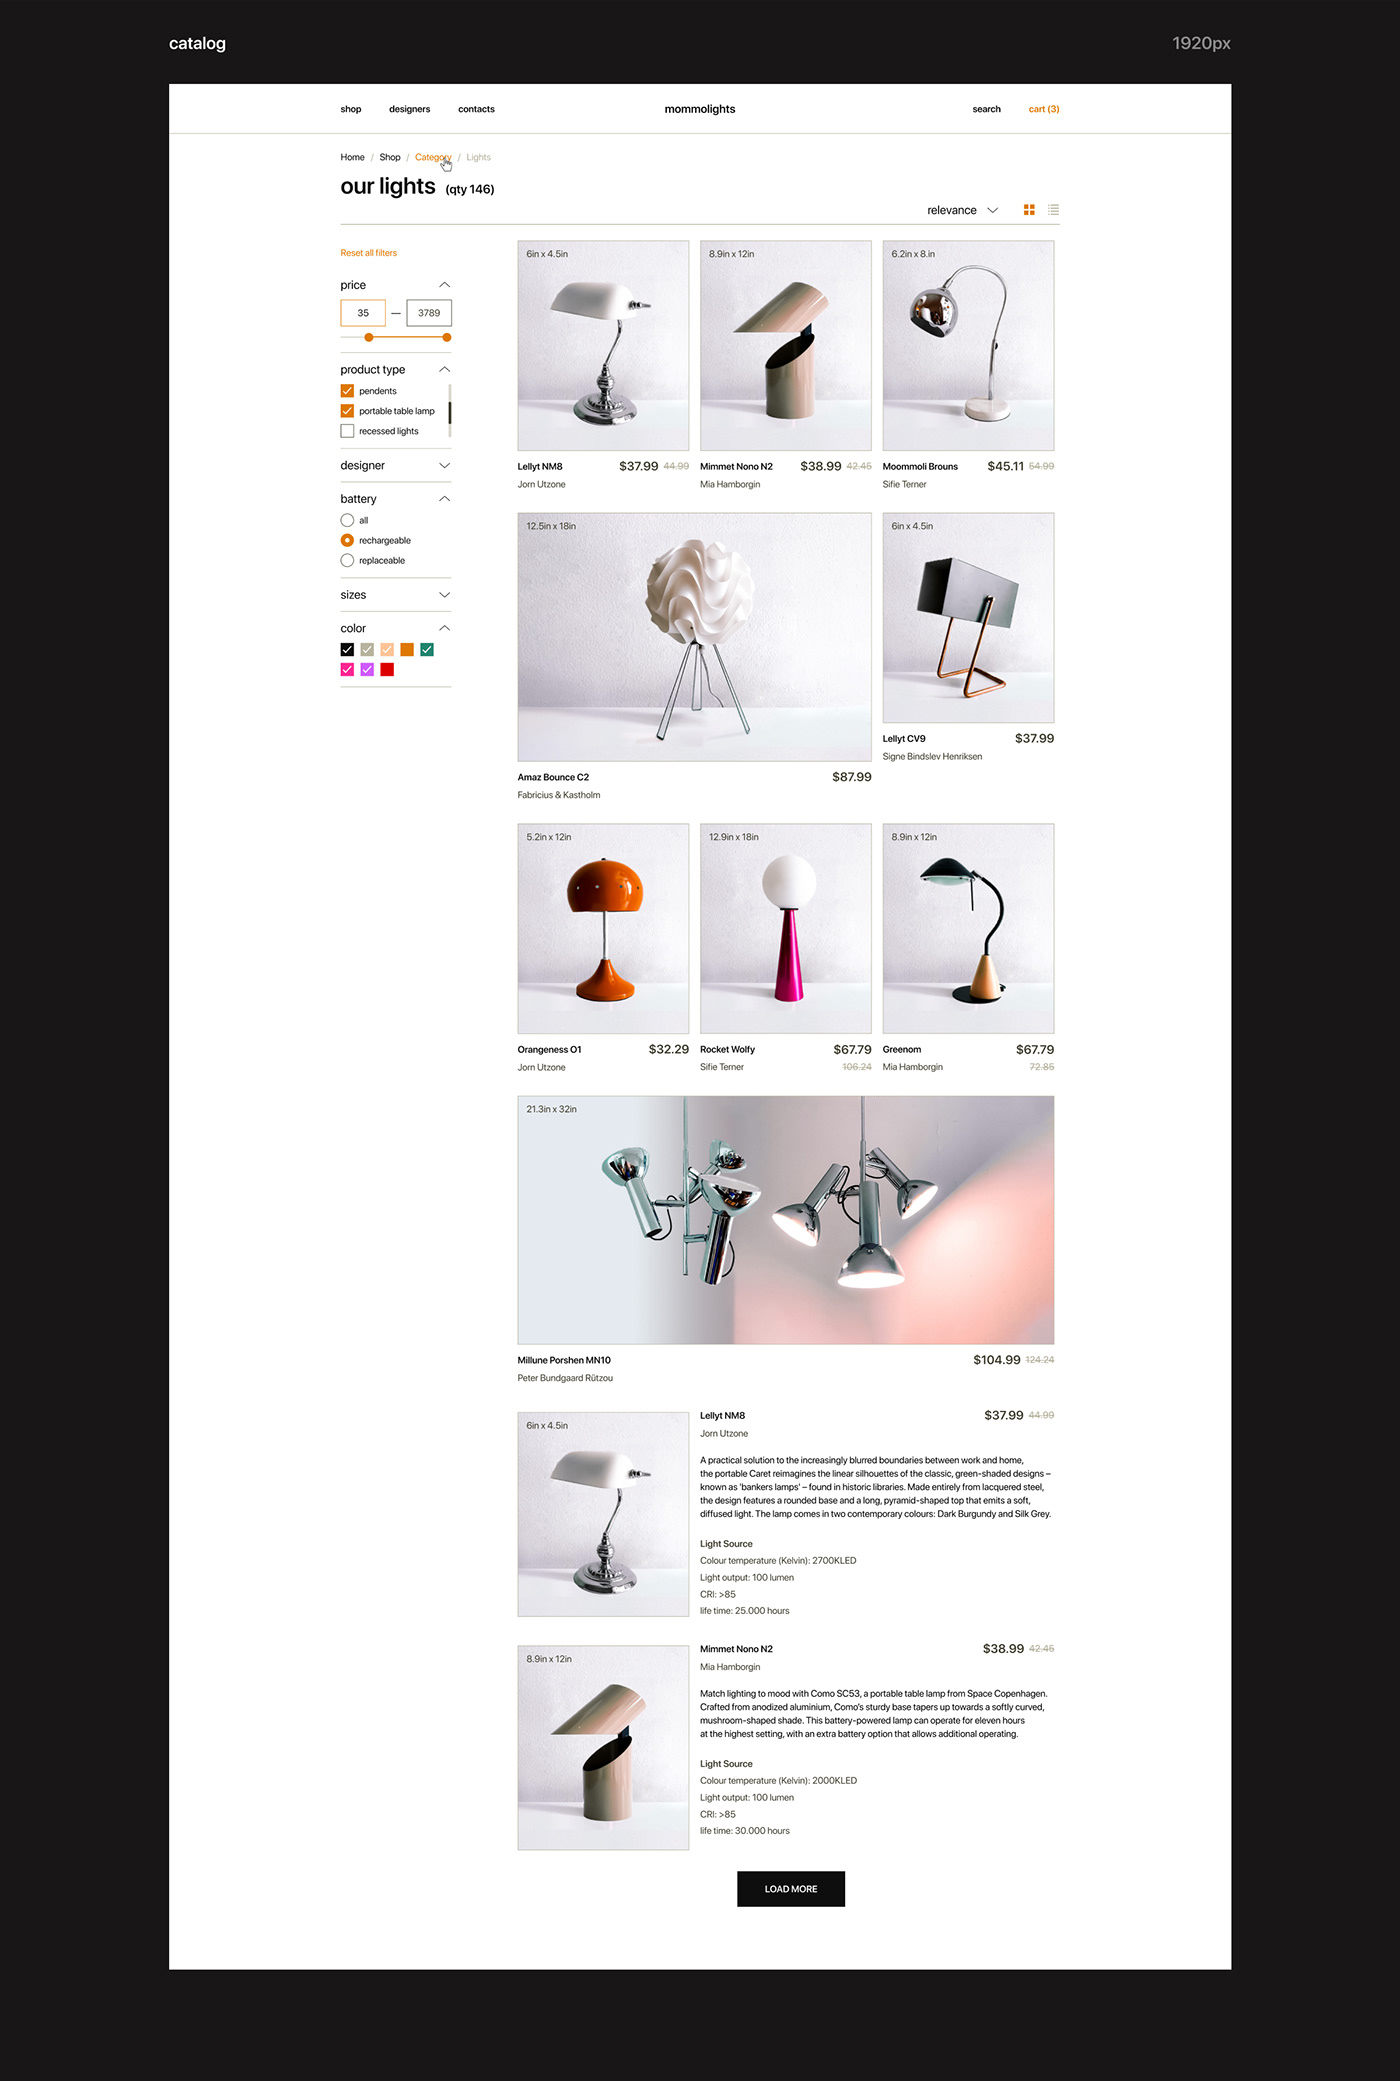 catalog
1920px
shop designers contacts mommolights search cart (3)
Home / Shop / Category / Lights
our lights (qty 146)
relevance
Reset all filters
price
35 — 3789
product type
pendents
portable table lamp
recessed lights
designer
battery
all
rechargeable
replaceable
sizes
color
6in x 4.5in
Lellyt NM8 $37.99 44.99
Jorn Utzone
8.9in x 12in
Mimmet Nono N2 $38.99 42.45
Mia Hamborgin
6.2in x 8.in
Moommoli Brouns $45.11 54.99
Sifie Terner
12.5in x 18in
Amaz Bounce C2 $87.99
Fabricius & Kastholm
6in x 4.5in
Lellyt CV9 $37.99
Signe Bindslev Henriksen
5.2in x 12in
Orangeness O1 $32.29
Jorn Utzone
12.9in x 18in
Rocket Wolfy $67.79
Sifie Terner 106.24
8.9in x 12in
Greenom $67.79
Mia Hamborgin 72.85
21.3in x 32in
Millune Porshen MN10 $104.99 124.24
Peter Bundgaard Rützou
6in x 4.5in
Lellyt NM8 $37.99 44.99
Jorn Utzone
A practical solution to the increasingly blurred boundaries between work and home,
the portable Caret reimagines the linear silhouettes of the classic, green-shaded designs –
known as 'bankers lamps' – found in historic libraries. Made entirely from lacquered steel,
the design features a rounded base and a long, pyramid-shaped top that emits a soft,
diffused light. The lamp comes in two contemporary colours: Dark Burgundy and Silk Grey.
Light Source
Colour temperature (Kelvin): 2700KLED
Light output: 100 lumen
CRI: >85
life time: 25.000 hours
8.9in x 12in
Mimmet Nono N2 $38.99 42.45
Mia Hamborgin
Match lighting to mood with Como SC53, a portable table lamp from Space Copenhagen.
Crafted from anodized aluminium, Como's sturdy base tapers up towards a softly curved,
mushroom-shaped shade. This battery-powered lamp can operate for eleven hours
at the highest setting, with an extra battery option that allows additional operating.
Light Source
Colour temperature (Kelvin): 2000KLED
Light output: 100 lumen
CRI: >85
life time: 30.000 hours
LOAD MORE